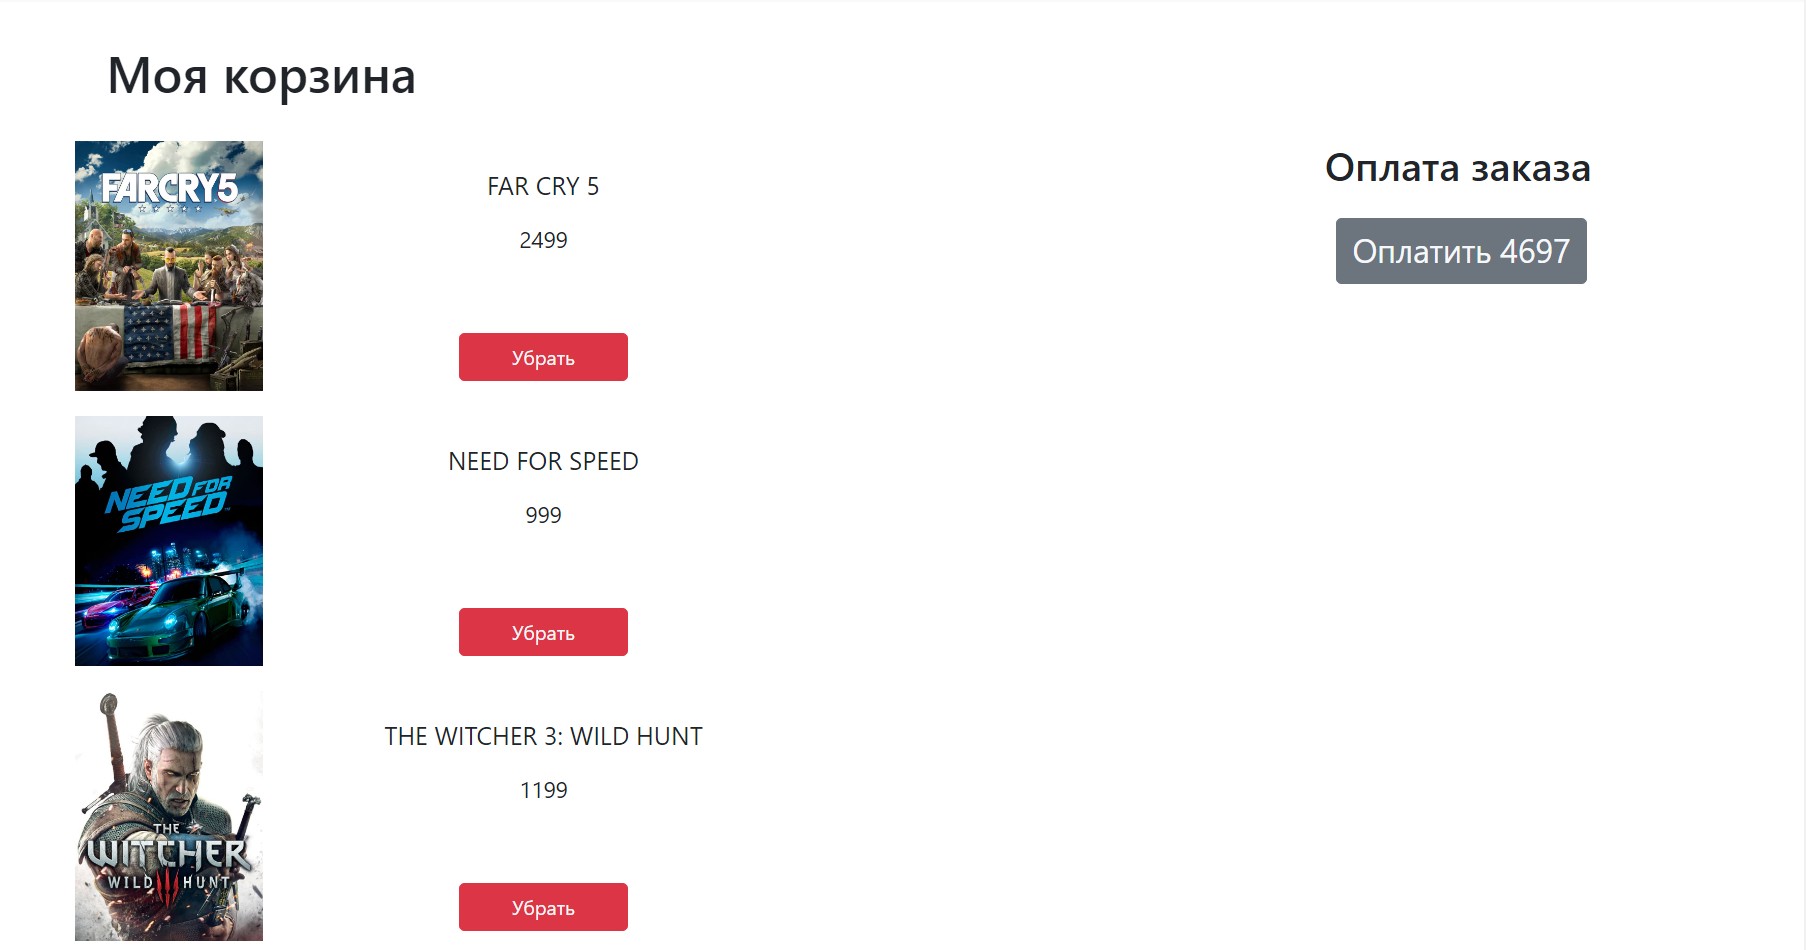 Моя корзина
FARCRY5
FAR CRY 5
2499
Убрать
Оплата заказа
Оплатить 4697
NEED FOR
SPEED
NEED FOR SPEED
999
Убрать
THE
WITCHER
WILD HUNT
THE WITCHER 3: WILD HUNT
1199
Убрать